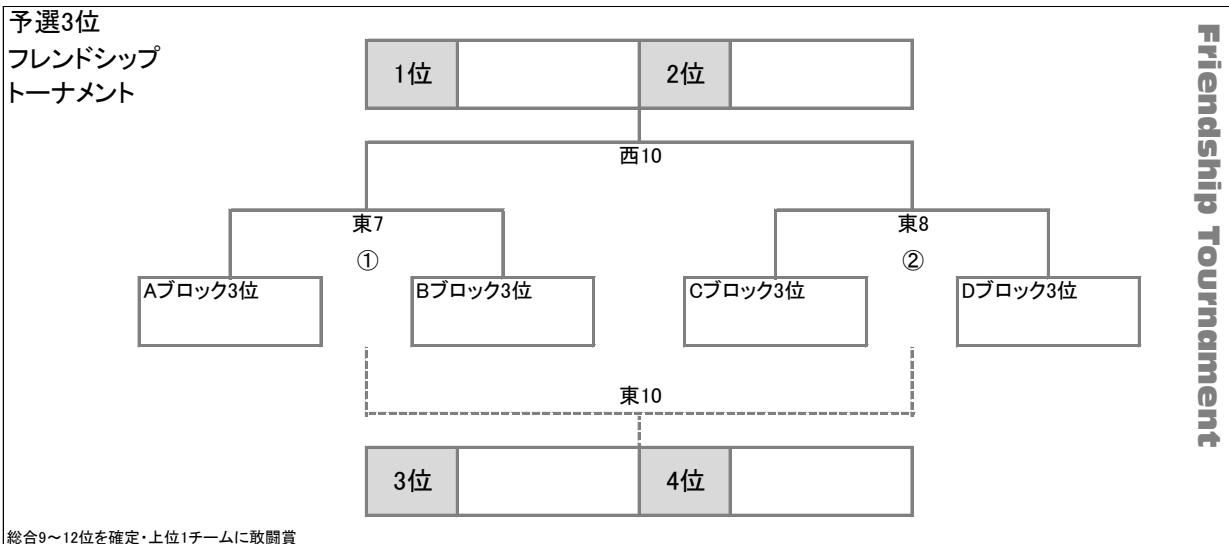 予選3位
フレンドシップ
トーナメント
1位
2位
西10
東7
東8
①
②
Aブロック3位
Bブロック3位
Cブロック3位
Dブロック3位
東10
3位
4位
総合9～12位を確定・上位1チームに敢闘賞
Friendship Tournament